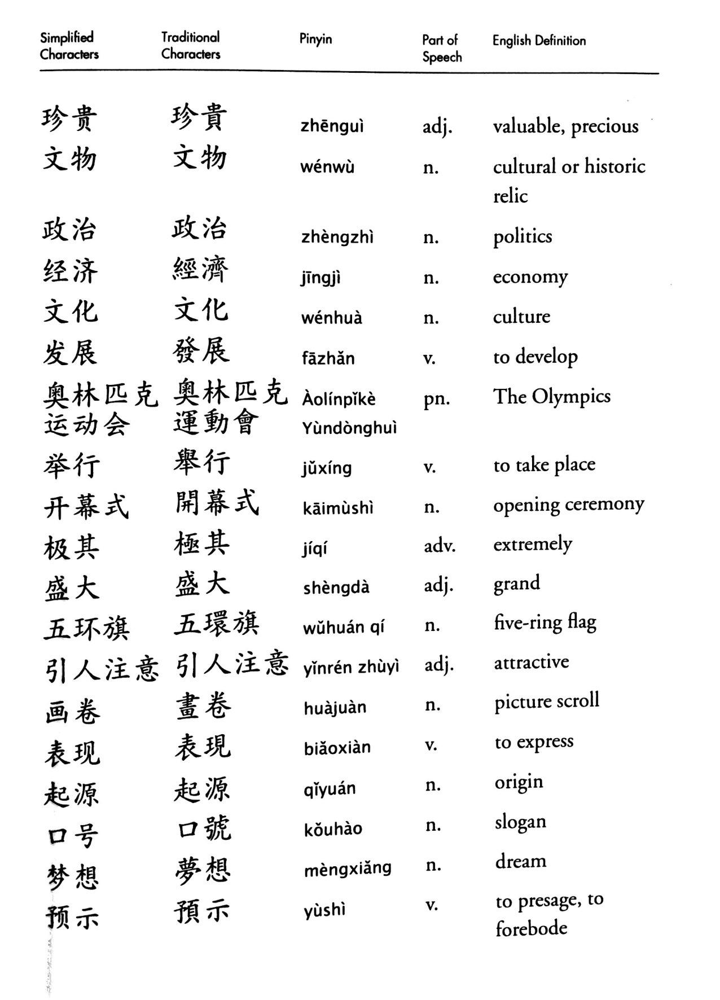 Simplified Characters Traditional Characters Pinyin Part of Speech English Definition
珍贵 珍貴 zhēnguì adj. valuable, precious
文物 文物 wénwù n. cultural or historic
relic
政治 政治 zhèngzhì n. politics
经济 經濟 jīngjì n. economy
文化 文化 wénhuà n. culture
发展 發展 fāzhǎn v. to develop
奥林匹克 奧林匹克 Àolínpǐkè pn. The Olympics
运动会 運動會 Yùndònghuì
举行 舉行 jǔxíng v. to take place
开幕式 開幕式 kāimùshì n. opening ceremony
极其 極其 jíqí adv. extremely
盛大 盛大 shèngdà adj. grand
五环旗 五環旗 wǔhuán qí n. five-ring flag
引人注意 引人注意 yǐnrén zhùyì adj. attractive
画卷 畫卷 huàjuàn n. picture scroll
表现 表現 biǎoxiàn v. to express
起源 起源 qǐyuán n. origin
口号 口號 kǒuhào n. slogan
梦想 夢想 mèngxiǎng n. dream
预示 預示 yùshì v. to presage, to
forebode